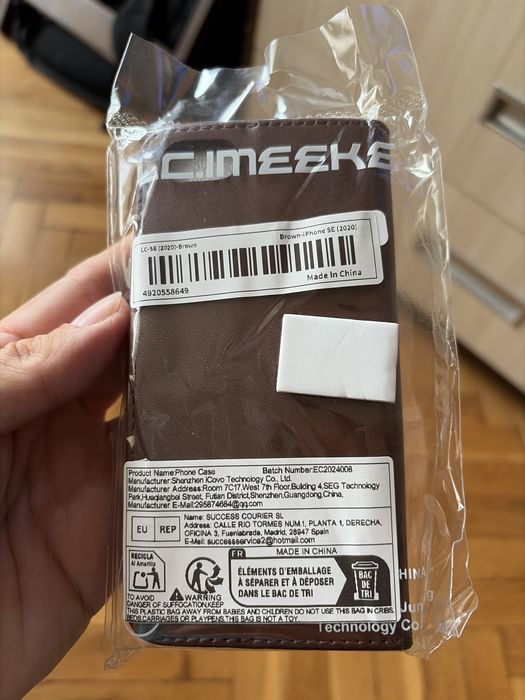 C.IMEEKE
LC-SE (2020)-Brown
Brown-iPhone SE (2020)
4920558649
Made In China
Product Name:Phone Case
Batch Number:EC2024008
Manufacturer:Shenzhen iCovo Technology Co., Ltd.
Manufacturer Address:Room 7C17,West 7th Floor,Building 4,SEG Technology
Park,Huaqiangbei Street, Futian District,Shenzhen,Guangdong,China,
Manufacturer E-Mail:295874684@qq.com
EU REP
Name: SUCCESS COURIER SL
Address: CALLE RIO TORMES NUM.1, PLANTA 1, DERECHA,
OFICINA 3, Fuenlabrada, Madrid, 28947 Spain
E-Mail: successservice2@hotmail.com
RECICLA
Al Amarillo
FR
MADE IN CHINA
ÉLÉMENTS D'EMBALLAGE
À SÉPARER ET À DÉPOSER
DANS LE BAC DE TRI
BAC
DE
TRI
TO AVOID
WARNING
DANGER OF SUFFOCATION,KEEP
THIS PLASTIC BAG AWAY FROM BABIES AND CHILDREN DO NOT USE THIS BAG IN CRIBS,
BEDS,CARRIAGES OR PLAYPENS,THIS BAG IS NOT A TOY.
HINA
Technology Co